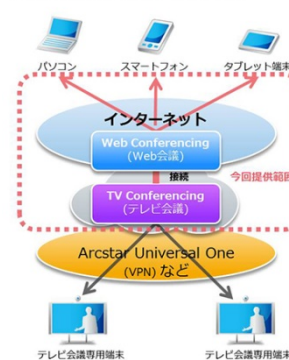 パソコン
スマートフォン
タブレット端末
インターネット
Web Conferencing
(Web会議)
接続
今回提供範囲
TV Conferencing
(テレビ会議)
Arcstar Universal One
(VPN) など
テレビ会議専用端末
テレビ会議専用端末